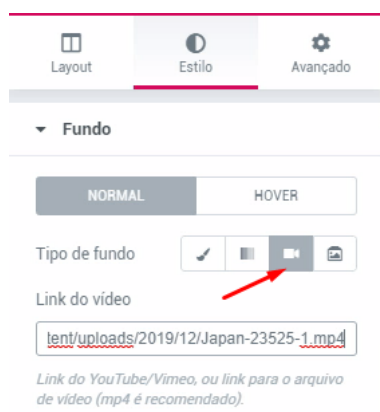 Layout Estilo Avançado
Fundo
NORMAL HOVER
Tipo de fundo
Link do vídeo
tent/uploads/2019/12/Japan-23525-1.mp4
Link do YouTube/Vimeo, ou link para o arquivo
de vídeo (mp4 é recomendado).